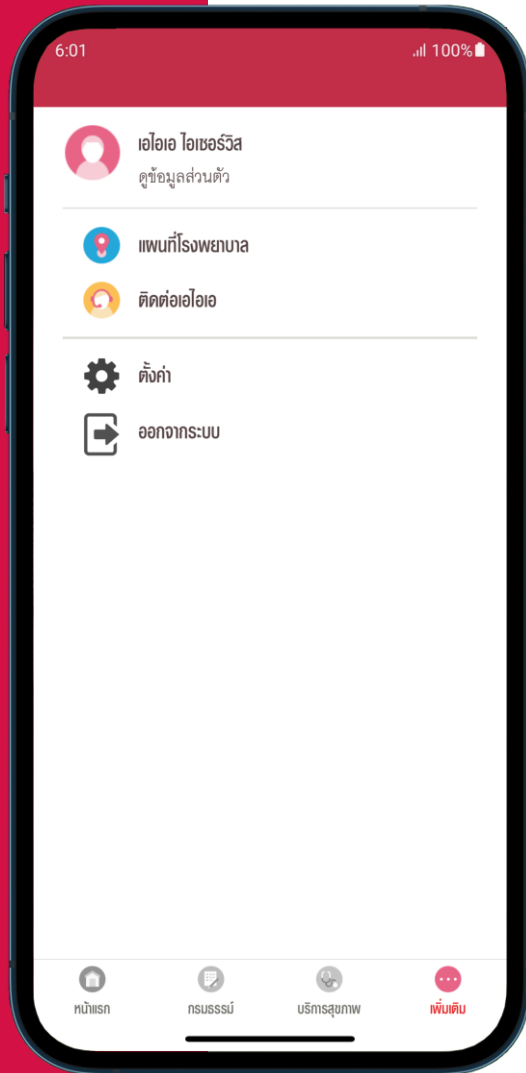 6:01
100%
เอไอเอ ไอเซอร์วิส
ดูข้อมูลส่วนตัว
แผนที่โรงพยาบาล
ติดต่อเอไอเอ
ตั้งค่า
ออกจากระบบ
หน้าแรก
กรมธรรม์
บริการสุขภาพ
เพิ่มเติม